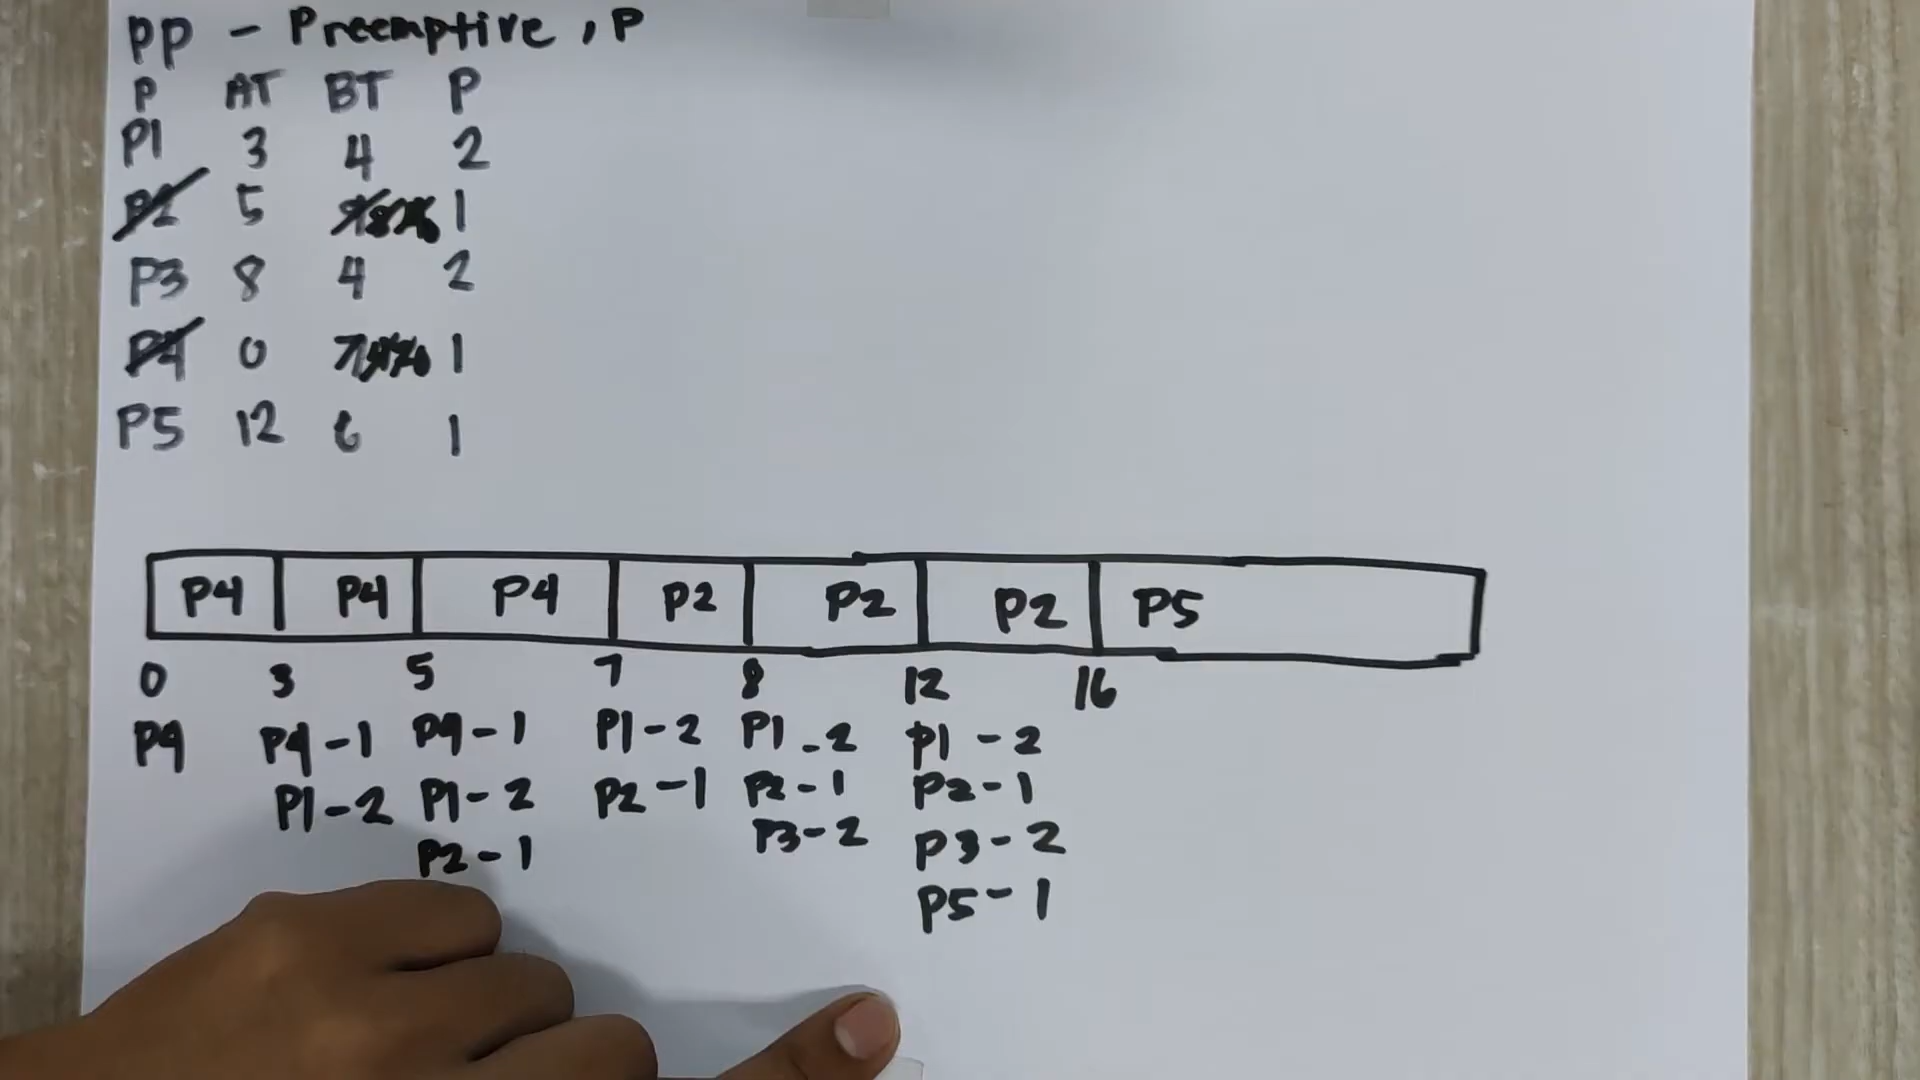 PP - Preemptive, P
P AT BT P
P1 3 4 2
P2 5 1
P3 8 4 2
P4 0 7 1
P5 12 6 1
P4 P4 P4 P2 P2 P2 P5
0 3 5 7 8 12 16
P4 P4-1 P4-1 P1-2 P1-2 P1-2
P1-2 P1-2 P2-1 P2-1 P2-1
P2-1 P3-2 P3-2
P5-1